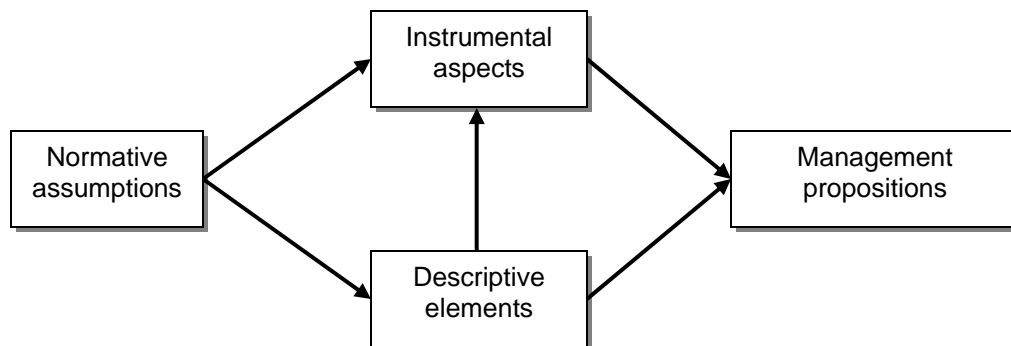 Instrumental
aspects
Normative
assumptions
Management
propositions
Descriptive
elements